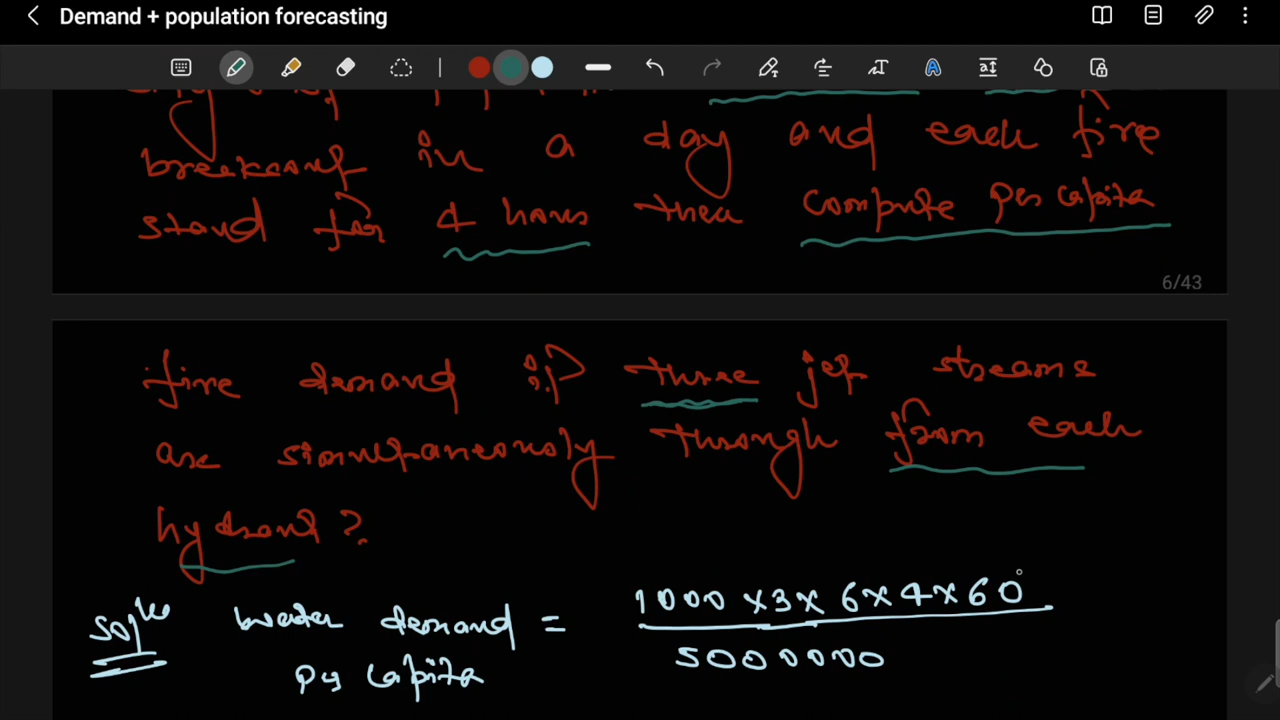 Demand + population forecasting
breakout in a day and each fire
stand for 4 hours then compute per capita
6/43
fire demand if three jet streams
are simultaneously through from each
hydrant?
Solⁿ water demand = 1000 x 3 x 6 x 4 x 60
per capita 5000000